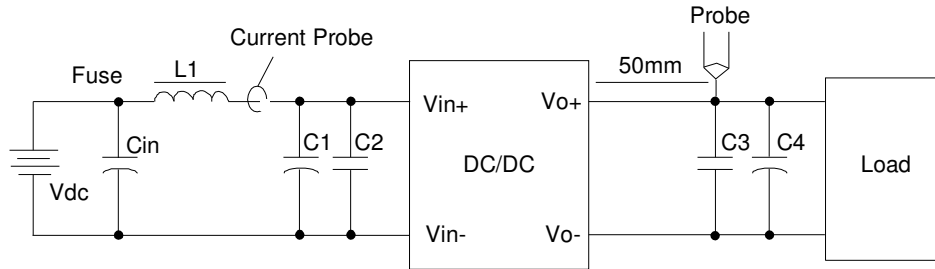 Probe
Current Probe
Fuse
L1
50mm
Vin+
Vo+
Cin
C1
C2
C3
C4
DC/DC
Load
Vdc
Vin-
Vo-